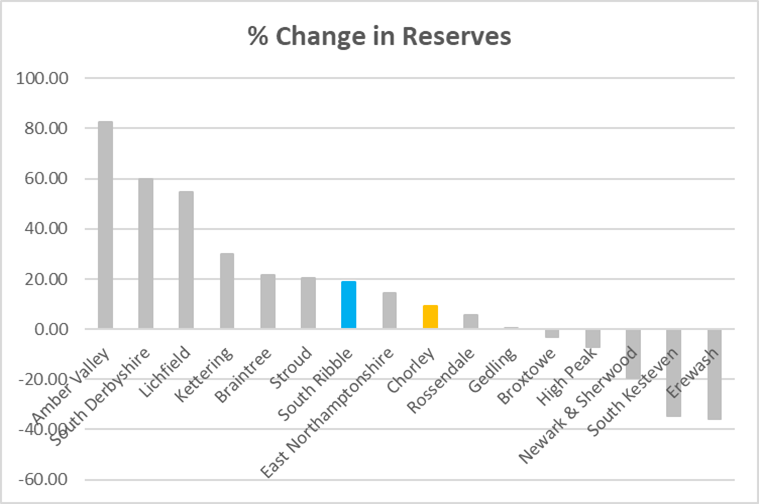 % Change in Reserves
100.00
80.00
60.00
40.00
20.00
0.00
-20.00
-40.00
-60.00
Amber Valley
South Derbyshire
Lichfield
Kettering
Braintree
Stroud
South Ribble
East Northamptonshire
Chorley
Rossendale
Gedling
Broxtowe
High Peak
Newark & Sherwood
South Kesteven
Erewash